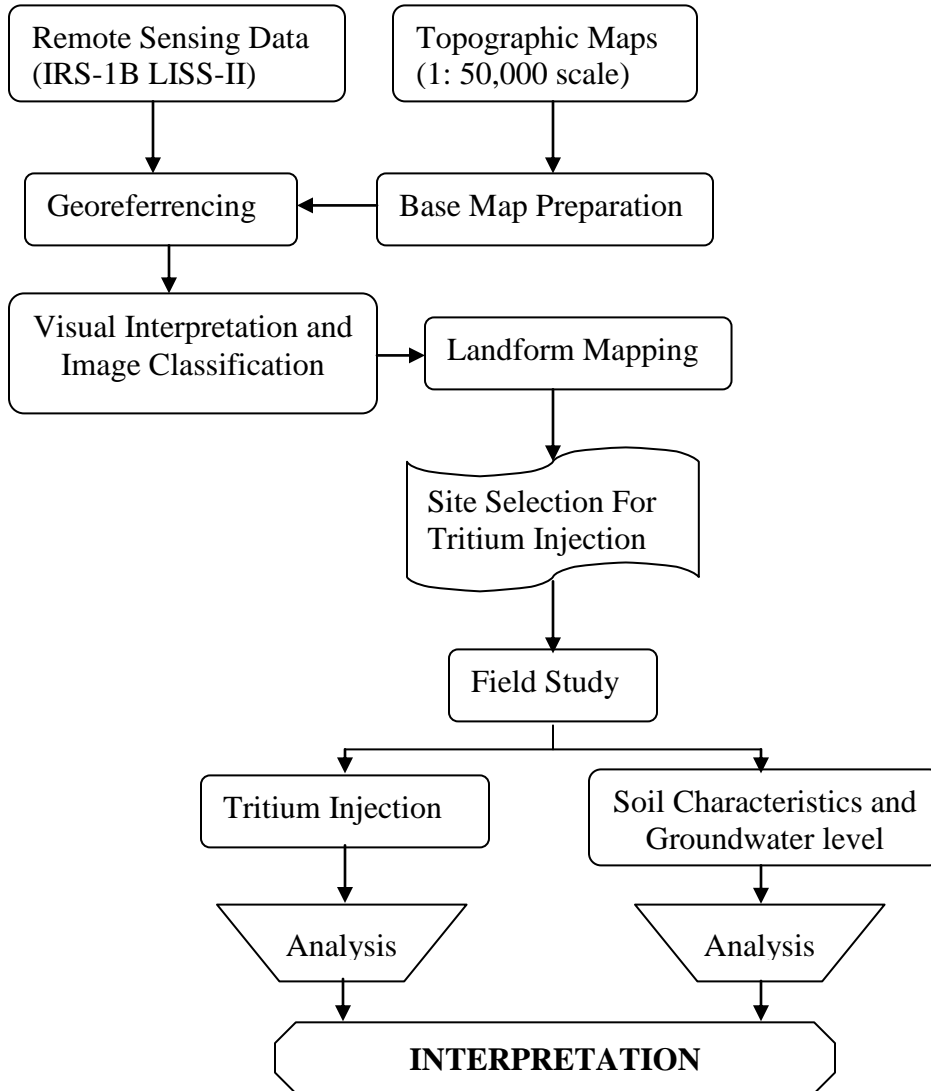 Remote Sensing Data
(IRS-1B LISS-II)
Topographic Maps
(1: 50,000 scale)
Georeferrencing
Base Map Preparation
Visual Interpretation and
Image Classification
Landform Mapping
Site Selection For
Tritium Injection
Field Study
Tritium Injection
Soil Characteristics and
Groundwater level
Analysis
Analysis
INTERPRETATION